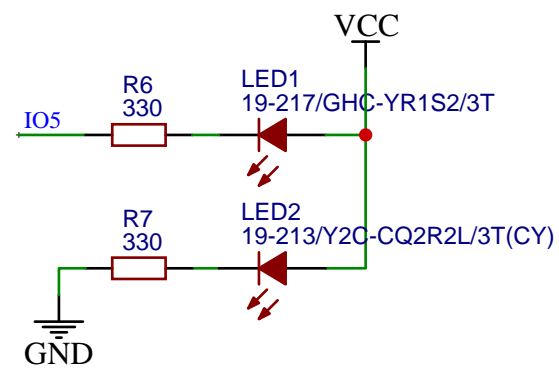 VCC
R6
330
LED1
19-217/GHC-YR1S2/3T
IO5
R7
330
LED2
19-213/Y2C-CQ2R2L/3T(CY)
GND